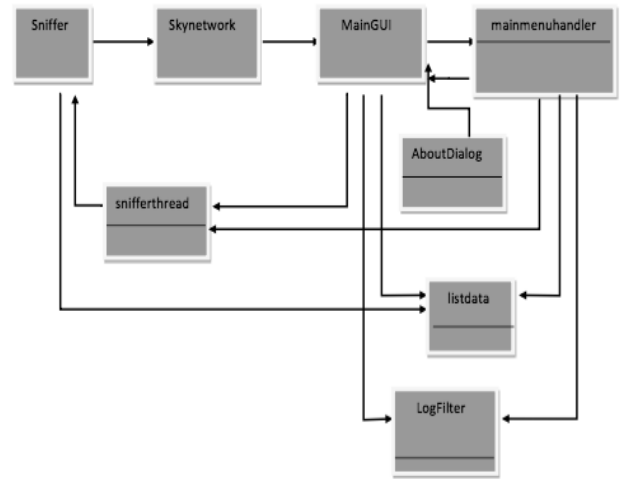 Sniffer
Skynetwork
MainGUI
mainmenuhandler
AboutDialog
snifferthread
listdata
LogFilter